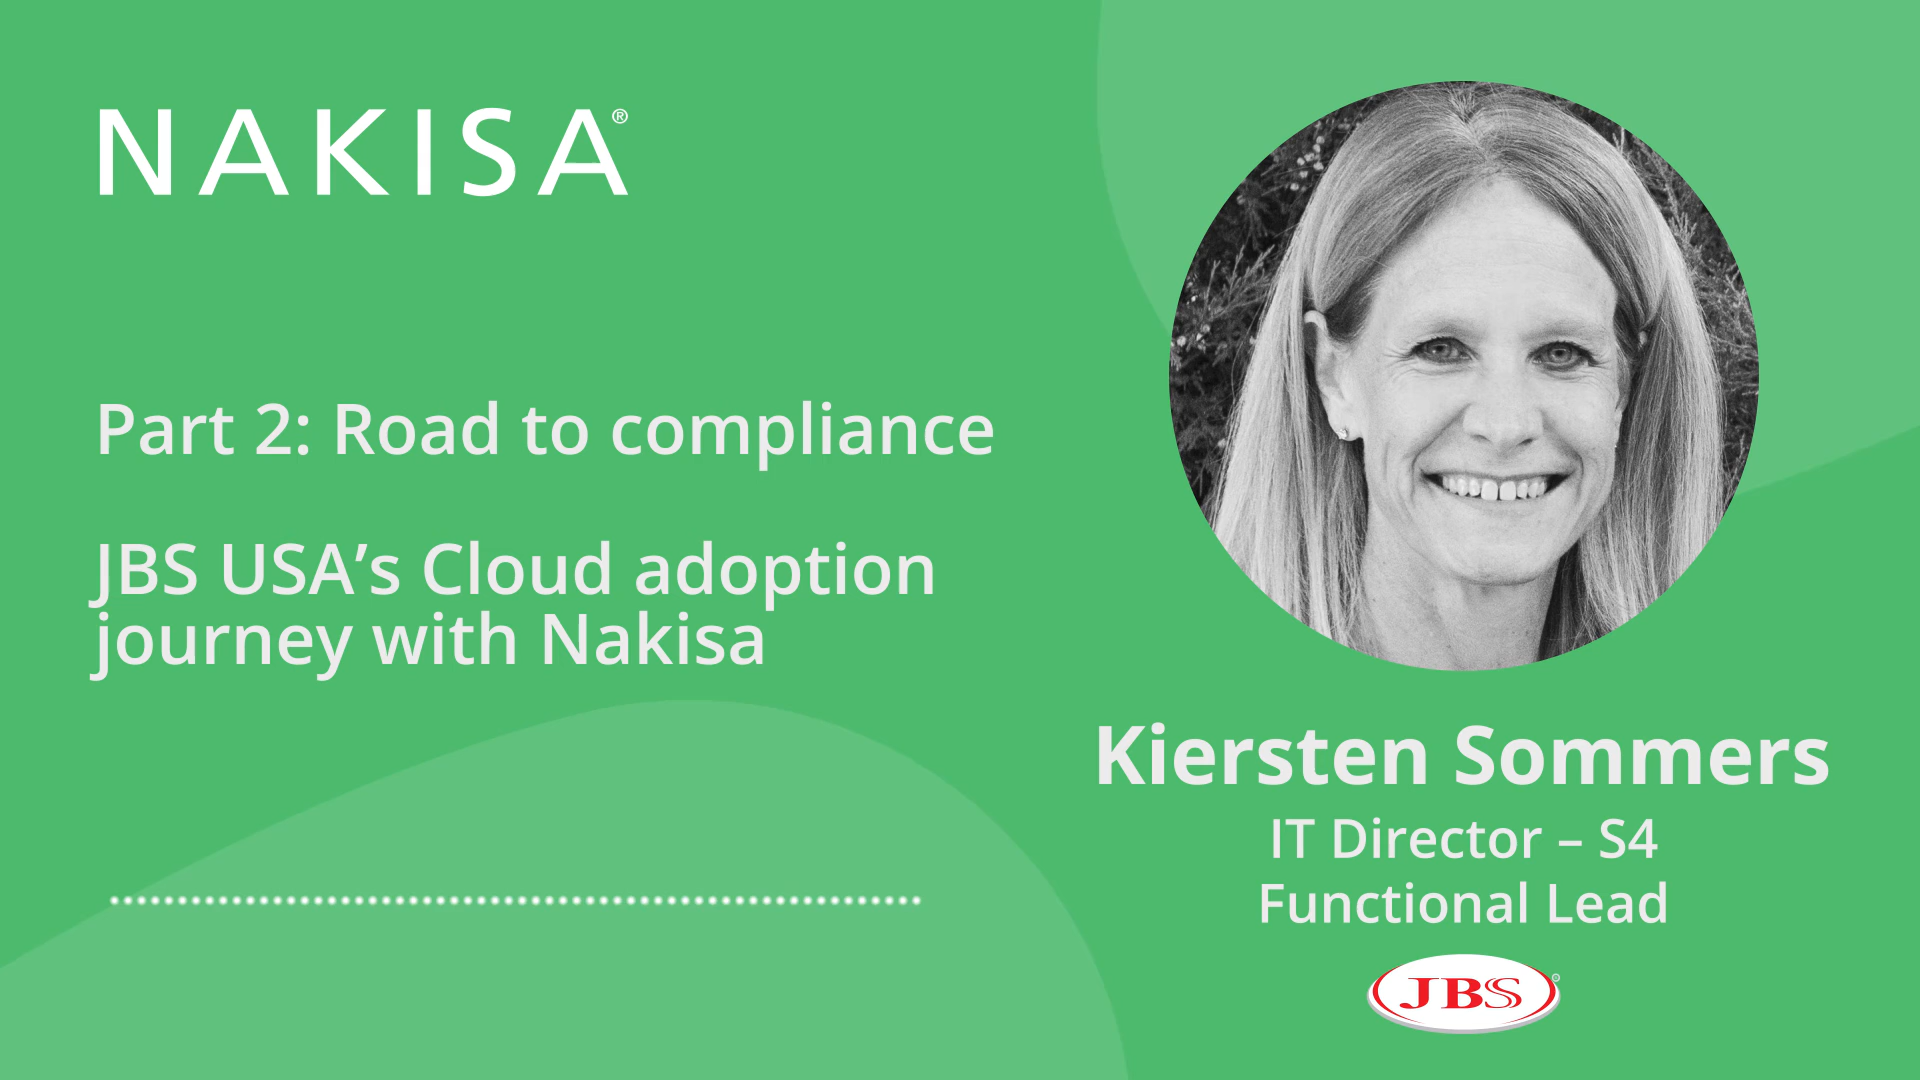 NAKISA®
Part 2: Road to compliance
JBS USA’s Cloud adoption
journey with Nakisa
Kiersten Sommers
IT Director – S4
Functional Lead
JBS